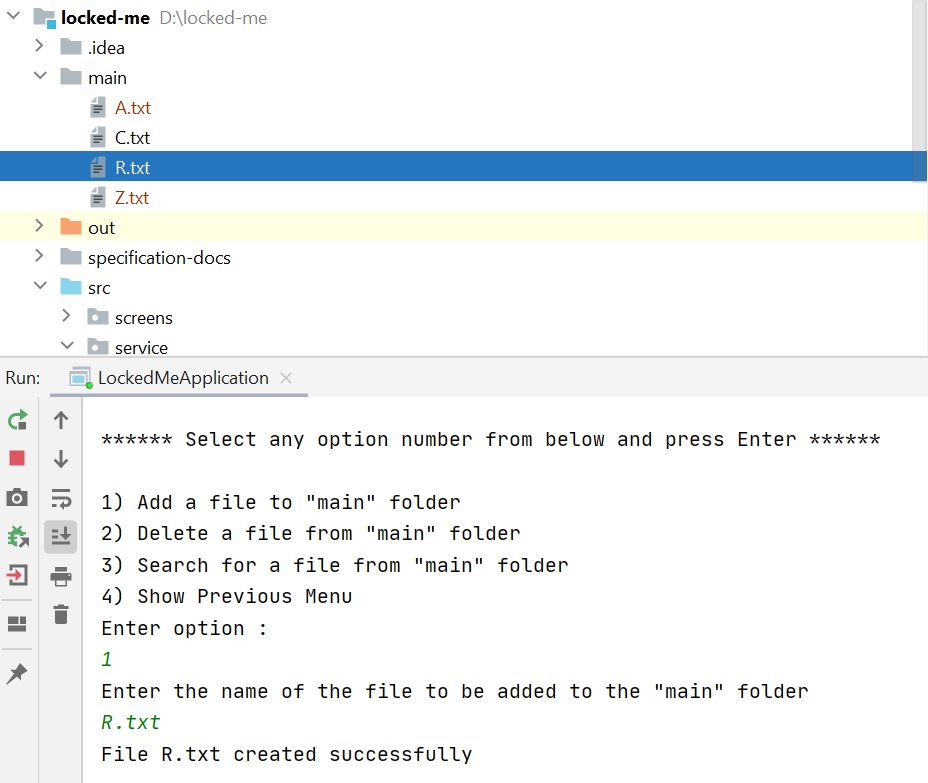 locked-me D:\locked-me
.idea
main
A.txt
C.txt
R.txt
Z.txt
out
specification-docs
src
screens
service
Run: LockedMeApplication
****** Select any option number from below and press Enter ******
1) Add a file to "main" folder
2) Delete a file from "main" folder
3) Search for a file from "main" folder
4) Show Previous Menu
Enter option :
1
Enter the name of the file to be added to the "main" folder
R.txt
File R.txt created successfully